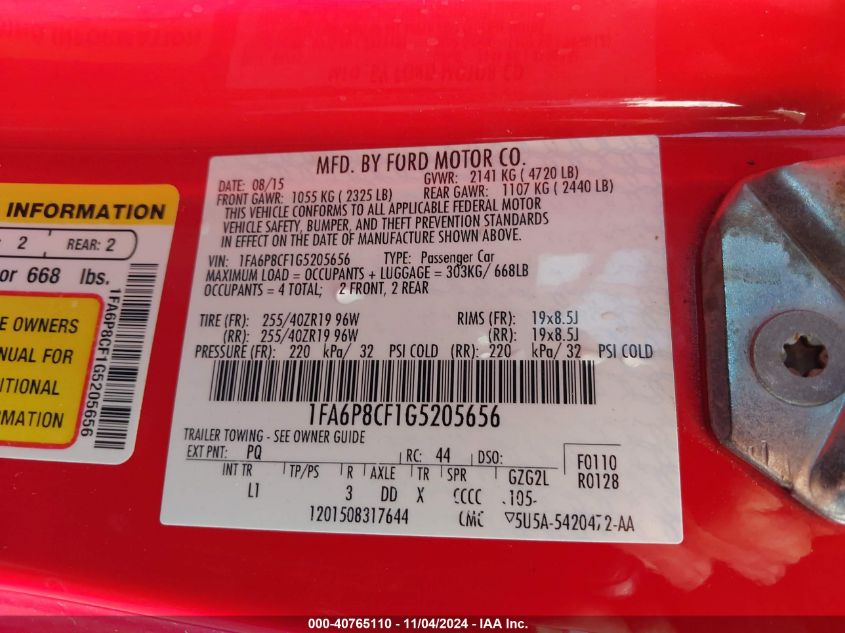 MFD. BY FORD MOTOR CO.
DATE: 08/15 GVWR: 2141 KG ( 4720 LB)
FRONT GAWR: 1055 KG ( 2325 LB) REAR GAWR: 1107 KG ( 2440 LB)
THIS VEHICLE CONFORMS TO ALL APPLICABLE FEDERAL MOTOR
VEHICLE SAFETY, BUMPER, AND THEFT PREVENTION STANDARDS
IN EFFECT ON THE DATE OF MANUFACTURE SHOWN ABOVE.
VIN: 1FA6P8CF1G5205656 TYPE: Passenger Car
MAXIMUM LOAD = OCCUPANTS + LUGGAGE = 303KG/ 668LB
OCCUPANTS = 4 TOTAL; 2 FRONT, 2 REAR
TIRE (FR): 255/40ZR19 96W RIMS (FR): 19x8.5J
(RR): 255/40ZR19 96W (RR): 19x8.5J
PRESSURE (FR): 220 kPa/ 32 PSI COLD (RR): 220 kPa/ 32 PSI COLD
1FA6P8CF1G5205656
TRAILER TOWING - SEE OWNER GUIDE
EXT PNT: PQ RC: 44 DSO: F0110
INT TR TP/PS R AXLE TR SPR GZG2L R0128
L1 3 DD X CCCC .105-
1201508317644 CMC ▽5U5A-5420472-AA
INFORMATION
2 REAR: 2
or 668 lbs.
E OWNERS
NUAL FOR
ITIONAL
RMATION
1FA6P8CF1G5205656
000-40765110 - 11/04/2024 - IAA Inc.